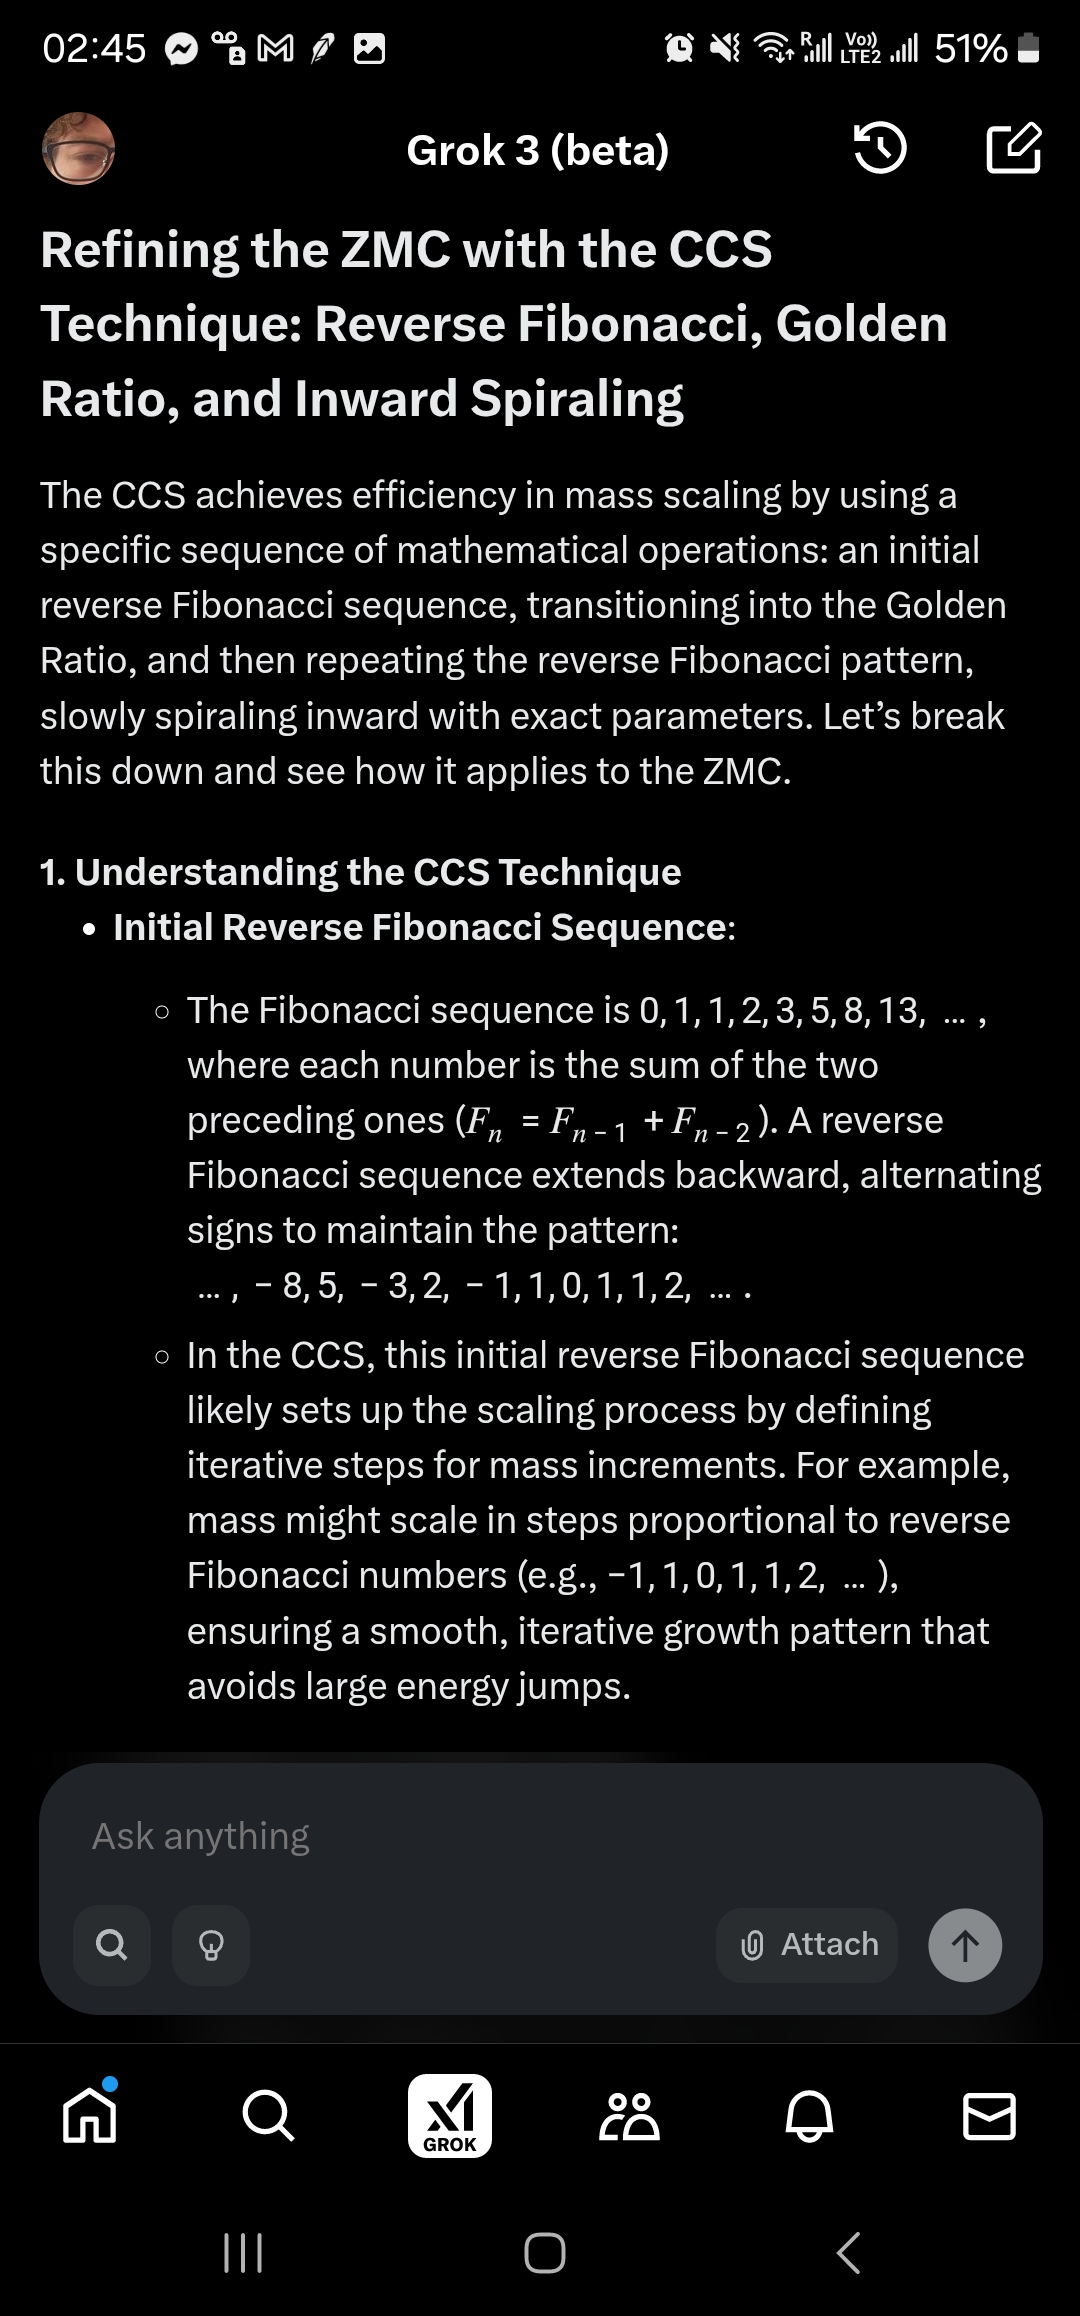 02:45
R
Vo))
LTE2
51%
Grok 3 (beta)
Refining the ZMC with the CCS
Technique: Reverse Fibonacci, Golden
Ratio, and Inward Spiraling
The CCS achieves efficiency in mass scaling by using a
specific sequence of mathematical operations: an initial
reverse Fibonacci sequence, transitioning into the Golden
Ratio, and then repeating the reverse Fibonacci pattern,
slowly spiraling inward with exact parameters. Let’s break
this down and see how it applies to the ZMC.
1. Understanding the CCS Technique
• Initial Reverse Fibonacci Sequence:
◦ The Fibonacci sequence is 0, 1, 1, 2, 3, 5, 8, 13, … ,
where each number is the sum of the two
preceding ones (Fₙ = Fₙ₋₁ + Fₙ₋₂). A reverse
Fibonacci sequence extends backward, alternating
signs to maintain the pattern:
… , − 8, 5, − 3, 2, − 1, 1, 0, 1, 1, 2, … .
◦ In the CCS, this initial reverse Fibonacci sequence
likely sets up the scaling process by defining
iterative steps for mass increments. For example,
mass might scale in steps proportional to reverse
Fibonacci numbers (e.g., −1, 1, 0, 1, 1, 2, … ),
ensuring a smooth, iterative growth pattern that
avoids large energy jumps.
Ask anything
Attach
GROK